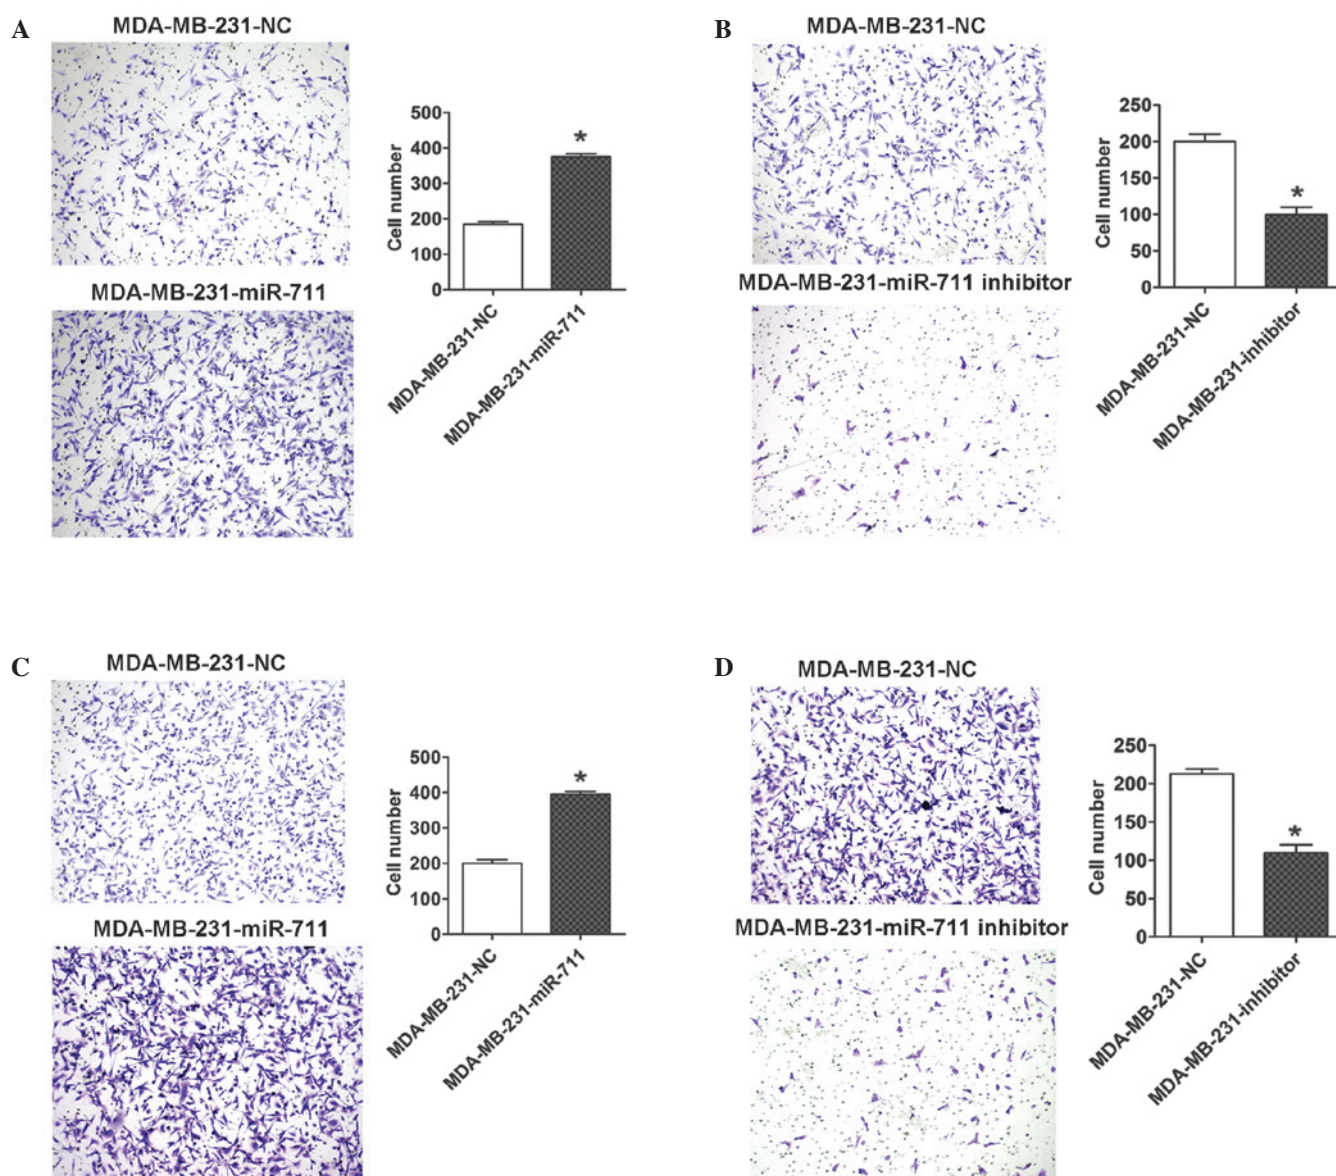 A
MDA-MB-231-NC
MDA-MB-231-miR-711
Cell number
500
400
300
200
100
0
*
MDA-MB-231-NC
MDA-MB-231-miR-711
B
MDA-MB-231-NC
MDA-MB-231-miR-711 inhibitor
Cell number
250
200
150
100
50
0
*
MDA-MB-231-NC
MDA-MB-231-inhibitor
C
MDA-MB-231-NC
MDA-MB-231-miR-711
Cell number
500
400
300
200
100
0
*
MDA-MB-231-NC
MDA-MB-231-miR-711
D
MDA-MB-231-NC
MDA-MB-231-miR-711 inhibitor
Cell number
250
200
150
100
50
0
*
MDA-MB-231-NC
MDA-MB-231-inhibitor